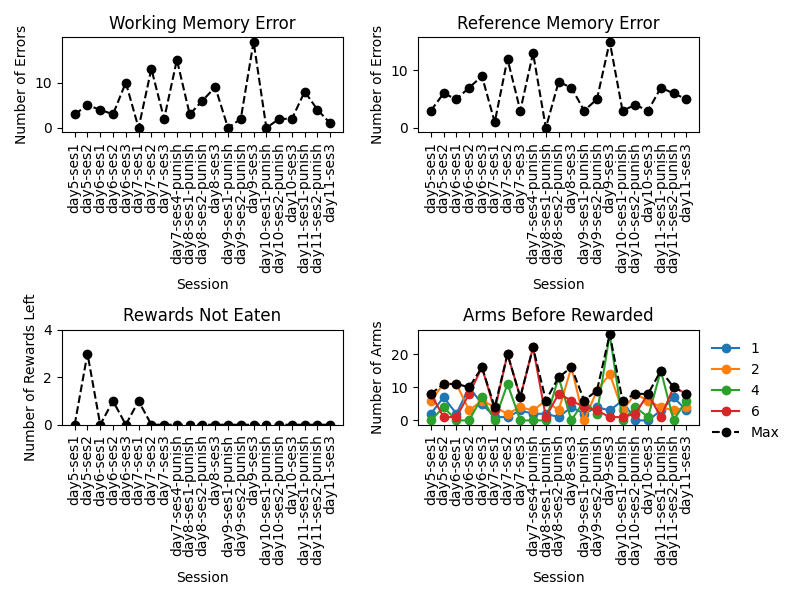 Working Memory Error
Number of Errors
10
0
day5-ses1
day5-ses2
day6-ses1
day6-ses2
day6-ses3
day7-ses1
day7-ses2
day7-ses3
day7-ses4-punish
day8-ses1-punish
day8-ses2-punish
day8-ses3
day9-ses1-punish
day9-ses2-punish
day9-ses3
day10-ses1-punish
day10-ses2-punish
day10-ses3
day11-ses1-punish
day11-ses2-punish
day11-ses3
Session
Reference Memory Error
Number of Errors
10
0
day5-ses1
day5-ses2
day6-ses1
day6-ses2
day6-ses3
day7-ses1
day7-ses2
day7-ses3
day7-ses4-punish
day8-ses1-punish
day8-ses2-punish
day8-ses3
day9-ses1-punish
day9-ses2-punish
day9-ses3
day10-ses1-punish
day10-ses2-punish
day10-ses3
day11-ses1-punish
day11-ses2-punish
day11-ses3
Session
Rewards Not Eaten
Number of Rewards Left
4
2
0
day5-ses1
day5-ses2
day6-ses1
day6-ses2
day6-ses3
day7-ses1
day7-ses2
day7-ses3
day7-ses4-punish
day8-ses1-punish
day8-ses2-punish
day8-ses3
day9-ses1-punish
day9-ses2-punish
day9-ses3
day10-ses1-punish
day10-ses2-punish
day10-ses3
day11-ses1-punish
day11-ses2-punish
day11-ses3
Session
Arms Before Rewarded
Number of Arms
20
10
0
day5-ses1
day5-ses2
day6-ses1
day6-ses2
day6-ses3
day7-ses1
day7-ses2
day7-ses3
day7-ses4-punish
day8-ses1-punish
day8-ses2-punish
day8-ses3
day9-ses1-punish
day9-ses2-punish
day9-ses3
day10-ses1-punish
day10-ses2-punish
day10-ses3
day11-ses1-punish
day11-ses2-punish
day11-ses3
Session
1
2
4
6
Max